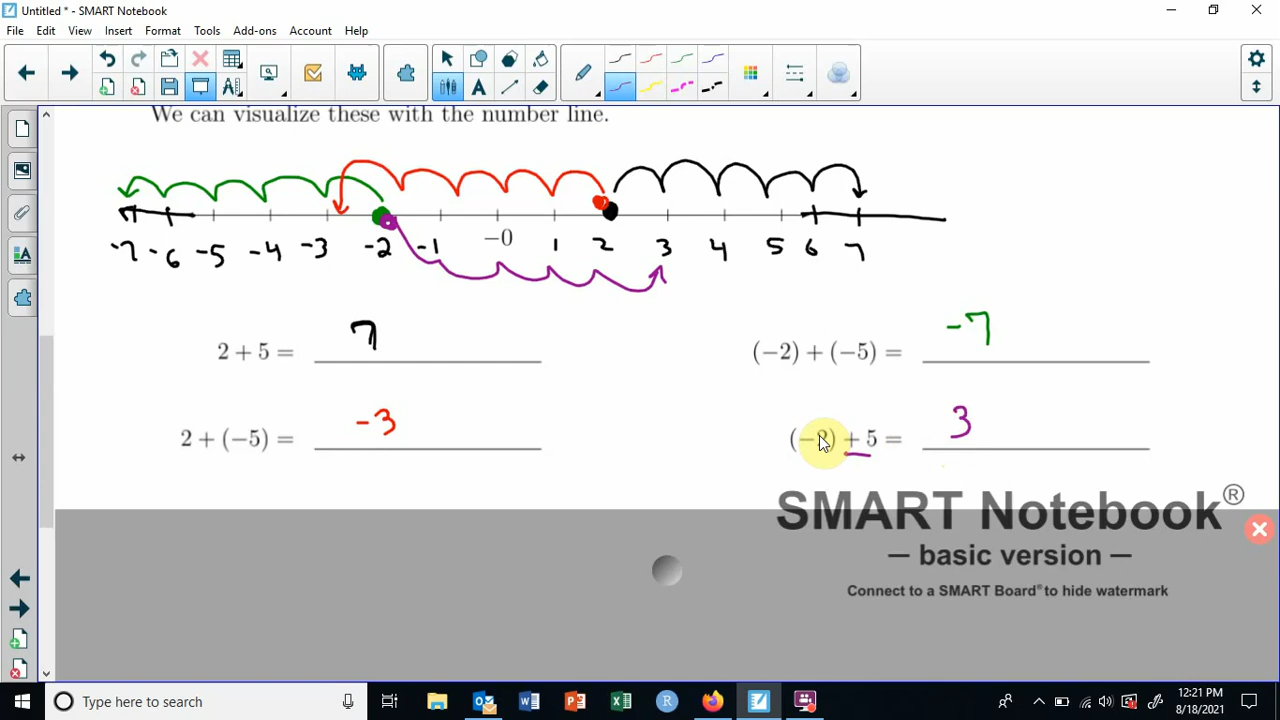 Untitled * - SMART Notebook
File Edit View Insert Format Tools Add-ons Account Help
We can visualize these with the number line.
-7 -6 -5 -4 -3 -2 -1 −0 1 2 3 4 5 6 7
2 + 5 = 7
(−2) + (−5) = -7
2 + (−5) = -3
(−2) + 5 = 3
SMART Notebook®
— basic version —
Connect to a SMART Board® to hide watermark
Type here to search
12:21 PM
8/18/2021